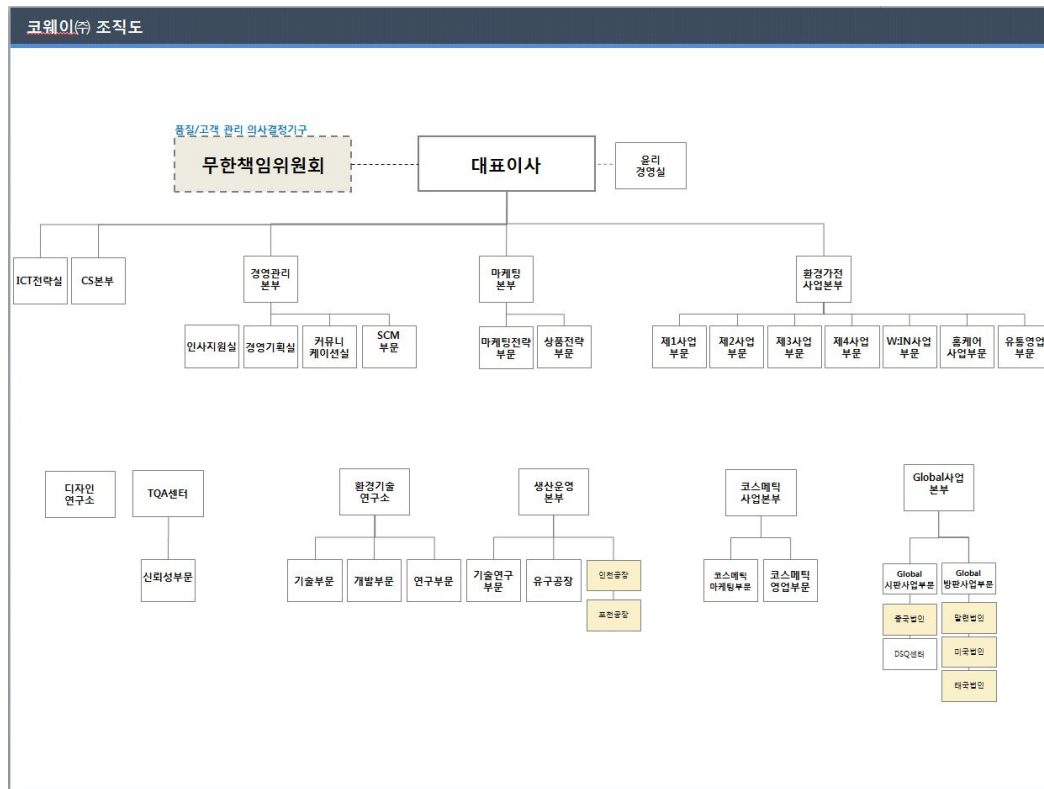 코웨이㈜ 조직도
품질/고객 관리 의사결정기구
무한책임위원회
대표이사
윤리
경영실
ICT전략실
CS본부
경영관리
본부
마케팅
본부
환경가전
사업본부
인사지원실
경영기획실
커뮤니
케이션실
SCM
부문
마케팅전략
부문
상품전략
부문
제1사업
부문
제2사업
부문
제3사업
부문
제4사업
부문
W:IN사업
부문
홈케어
사업부문
유통영업
부문
디자인
연구소
TQA센터
환경기술
연구소
생산운영
본부
코스메틱
사업본부
Global사업
본부
신뢰성부문
기술부문
개발부문
연구부문
기술연구
부문
유구공장
인천공장
포천공장
코스메틱
마케팅부문
코스메틱
영업부문
Global
시판사업부문
Global
방판사업부문
중국법인
DSQ센터
말련법인
미국법인
태국법인